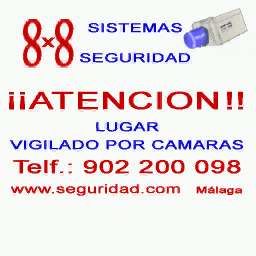 8x8 SISTEMAS
SEGURIDAD
¡¡ATENCION!!
LUGAR
VIGILADO POR CAMARAS
Telf.: 902 200 098
www.seguridad.com Málaga